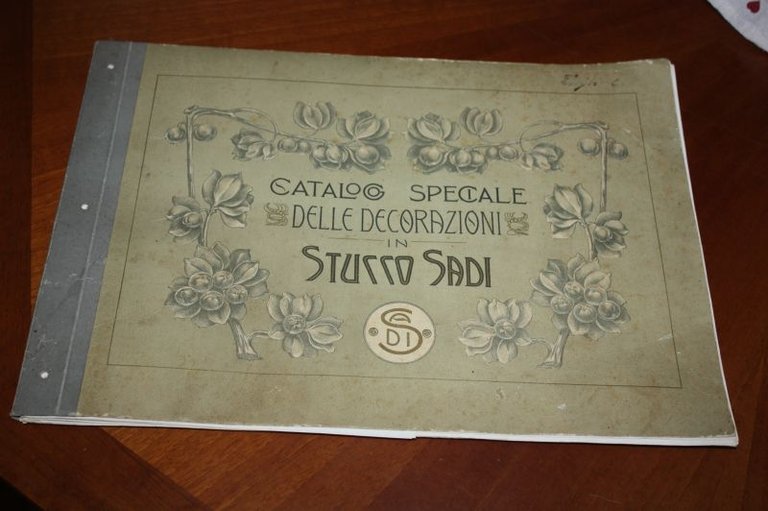 CATALOGO SPECIALE
DELLE DECORAZIONI
IN
STUCCO SADI
SADI